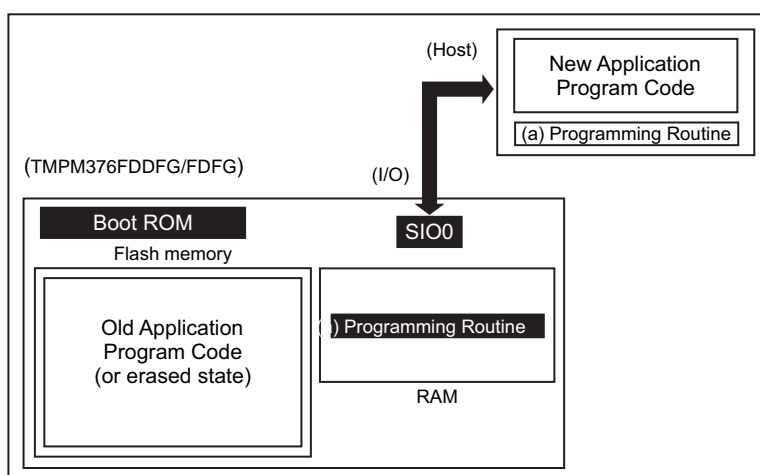 (Host)
New Application
Program Code
(a) Programming Routine
(TMPM376FDDFG/FDFG)
(I/O)
Boot ROM
SIO0
Flash memory
Old Application
Program Code
(or erased state)
(a) Programming Routine
RAM